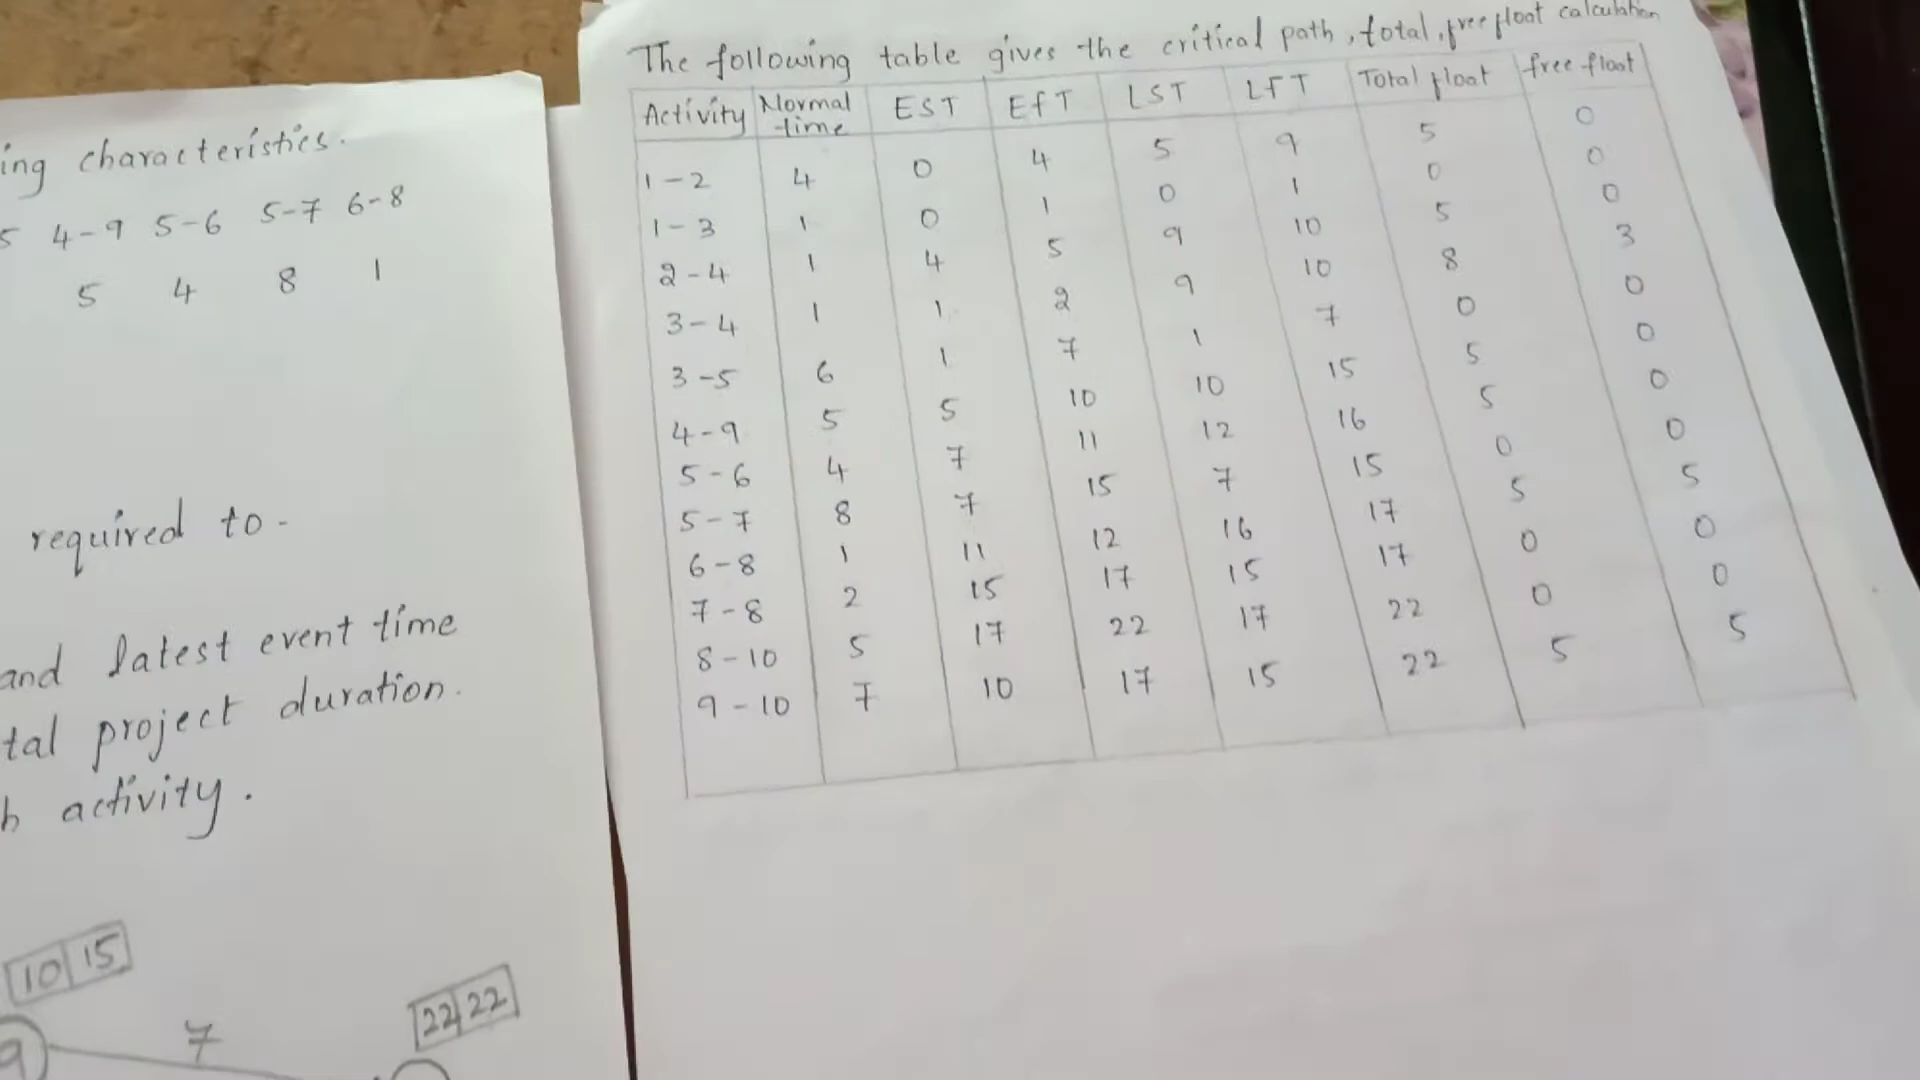 ing characteristics.
5 4-9 5-6 5-7 6-8
5 4 8 1
required to-
and latest event time
tal project duration.
h activity.
10 15
22 22
9 7
The following table gives the critical path, total, free float calculation
Activity Normal time EST EFT LST LFT Total float free float
1-2 4 0 4 5 9 5 0
1-3 1 0 1 0 1 0 0
2-4 1 4 5 9 10 5 0
3-4 1 1 2 9 10 8 3
3-5 6 1 7 1 7 0 0
4-9 5 5 10 10 15 5 0
5-6 4 7 11 12 16 5 0
5-7 8 7 15 7 15 0 0
6-8 1 11 12 16 17 5 5
7-8 2 15 17 15 17 0 0
8-10 5 17 22 17 22 0 0
9-10 7 10 17 15 22 5 5